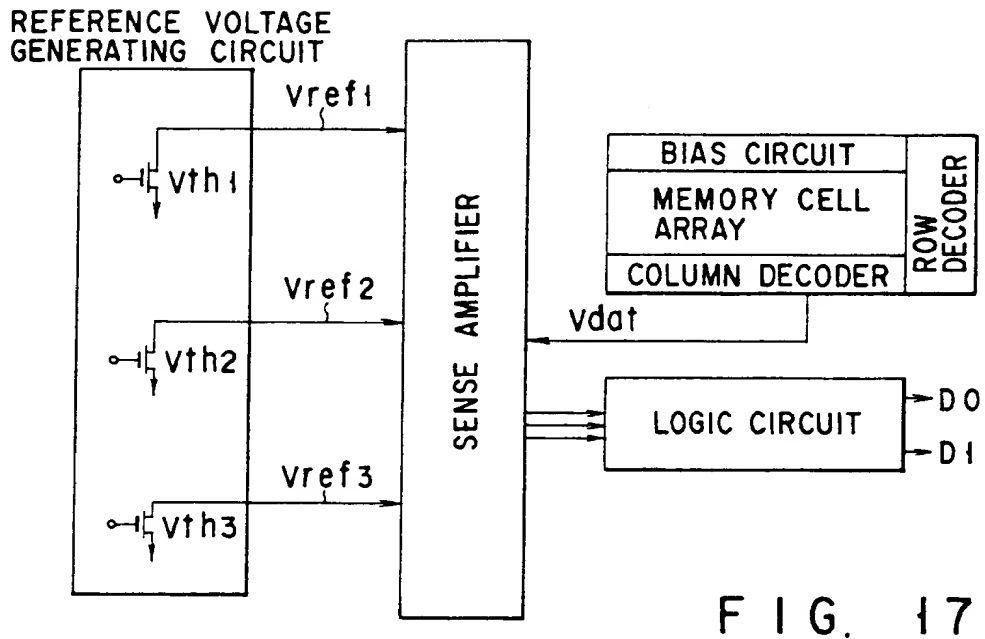 REFERENCE VOLTAGE
GENERATING CIRCUIT
Vref1
Vth1
Vref2
Vth2
Vref3
Vth3
SENSE AMPLIFIER
BIAS CIRCUIT
MEMORY CELL
ARRAY
COLUMN DECODER
ROW
DECODER
Vdat
LOGIC CIRCUIT
D0
D1
FIG. 17